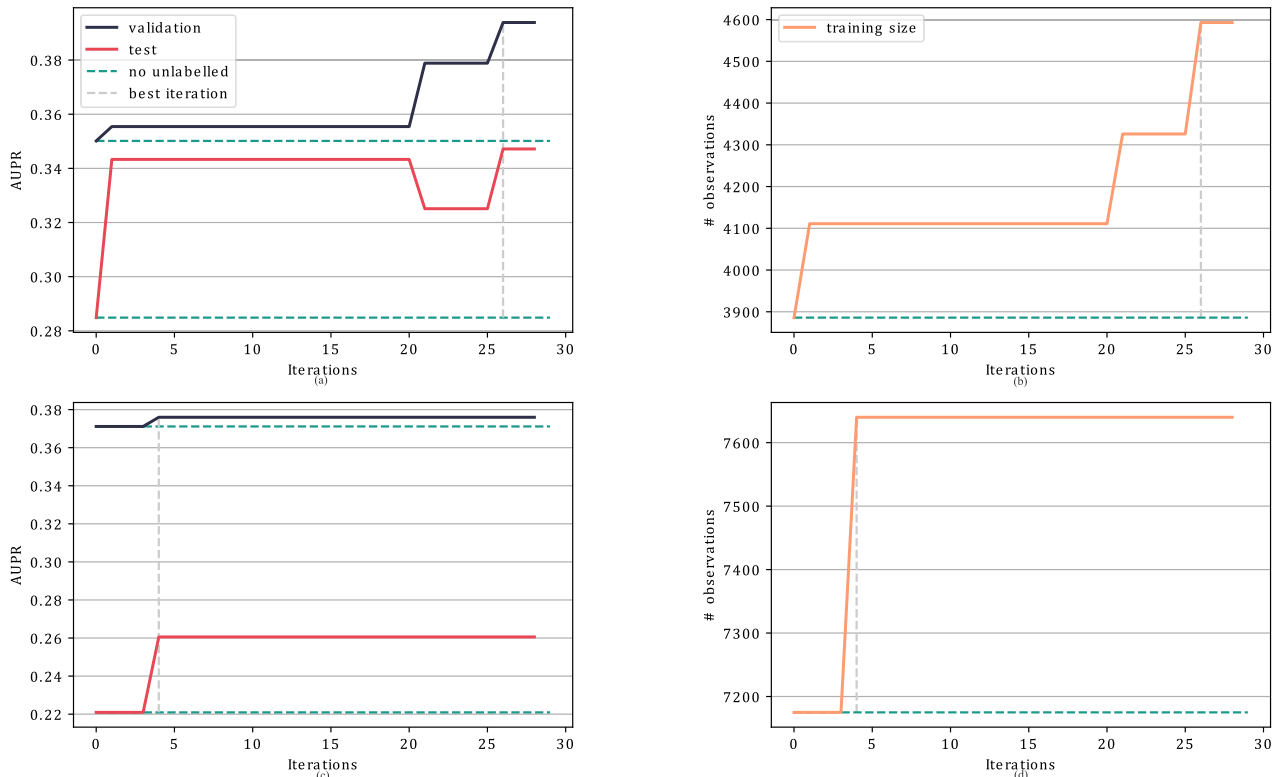 validation
test
no unlabelled
best iteration
0.38
0.36
0.34
0.32
0.30
0.28
AUPR
0 5 10 15 20 25 30
Iterations
(a)
training size
4600
4500
4400
4300
4200
4100
4000
3900
# observations
0 5 10 15 20 25 30
Iterations
(b)
0.38
0.36
0.34
0.32
0.30
0.28
0.26
0.24
0.22
AUPR
0 5 10 15 20 25 30
Iterations
(c)
7600
7500
7400
7300
7200
# observations
0 5 10 15 20 25 30
Iterations
(d)